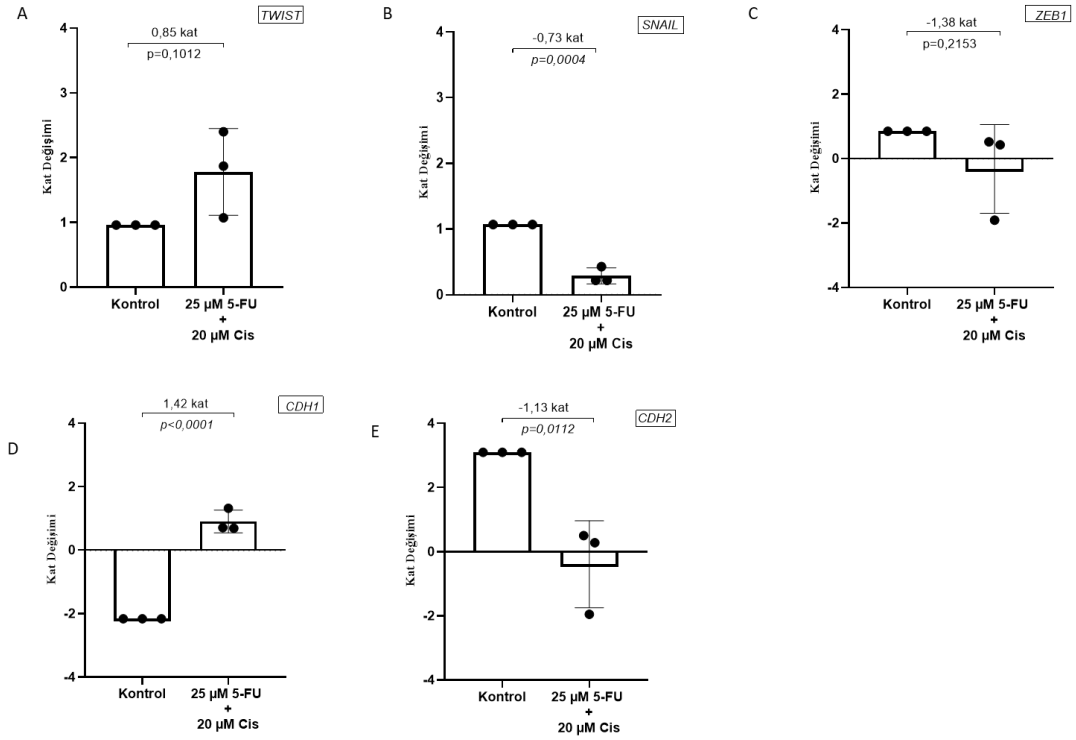 A
TWIST
0,85 kat
p=0,1012
Kat Değişimi
4
3
2
1
0
Kontrol
25 µM 5-FU
+
20 µM Cis
B
SNAIL
-0,73 kat
p=0,0004
Kat Değişimi
4
3
2
1
0
Kontrol
25 µM 5-FU
+
20 µM Cis
C
ZEB1
-1,38 kat
p=0,2153
Kat Değişimi
4
2
0
-2
-4
Kontrol
25 µM 5-FU
+
20 µM Cis
D
CDH1
1,42 kat
p<0,0001
Kat Değişimi
4
2
0
-2
-4
Kontrol
25 µM 5-FU
+
20 µM Cis
E
CDH2
-1,13 kat
p=0,0112
Kat Değişimi
4
2
0
-2
-4
Kontrol
25 µM 5-FU
+
20 µM Cis